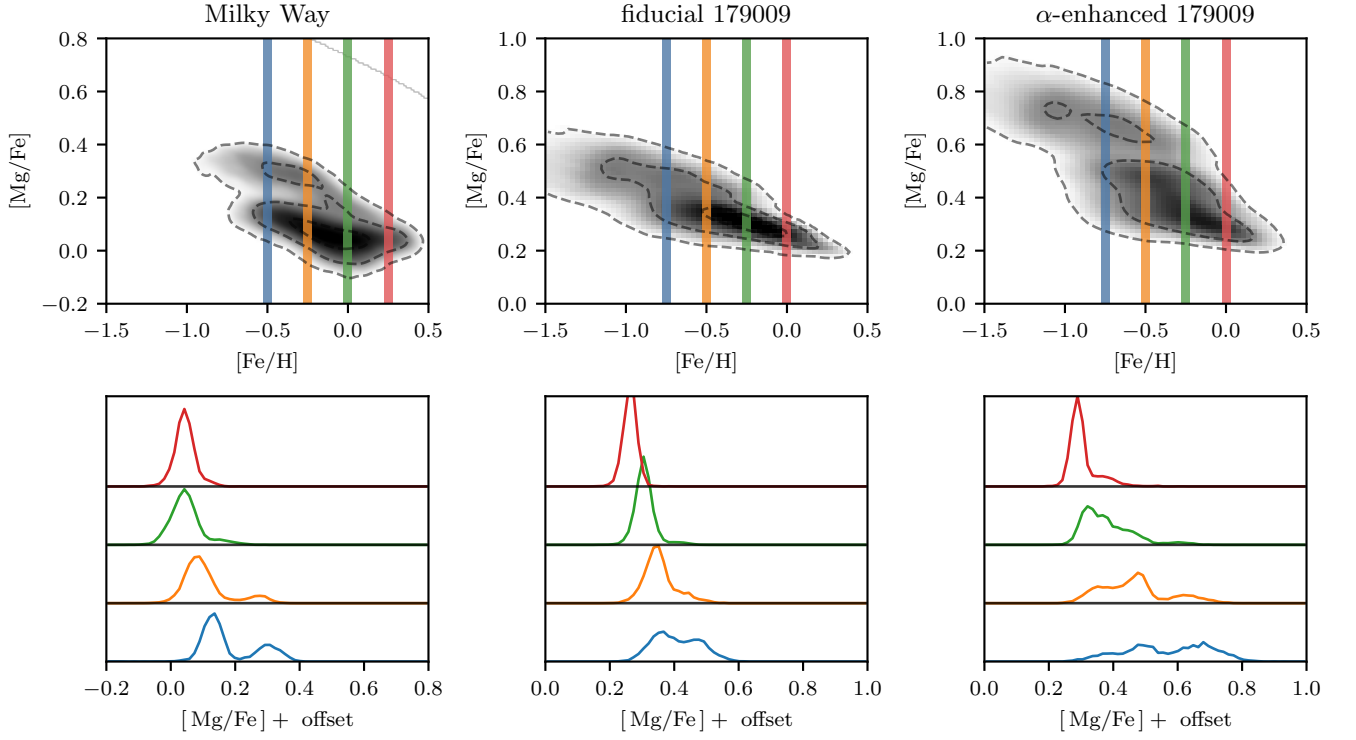 Milky Way
fiducial 179009
α-enhanced 179009
0.8
0.6
0.4
0.2
0.0
−0.2
[Mg/Fe]
−1.5 −1.0 −0.5 0.0 0.5
[Fe/H]
1.0
0.8
0.6
0.4
0.2
0.0
[Mg/Fe]
−1.5 −1.0 −0.5 0.0 0.5
[Fe/H]
1.0
0.8
0.6
0.4
0.2
0.0
[Mg/Fe]
−1.5 −1.0 −0.5 0.0 0.5
[Fe/H]
−0.2 0.0 0.2 0.4 0.6 0.8
[Mg/Fe] + offset
0.0 0.2 0.4 0.6 0.8 1.0
[Mg/Fe] + offset
0.0 0.2 0.4 0.6 0.8 1.0
[Mg/Fe] + offset